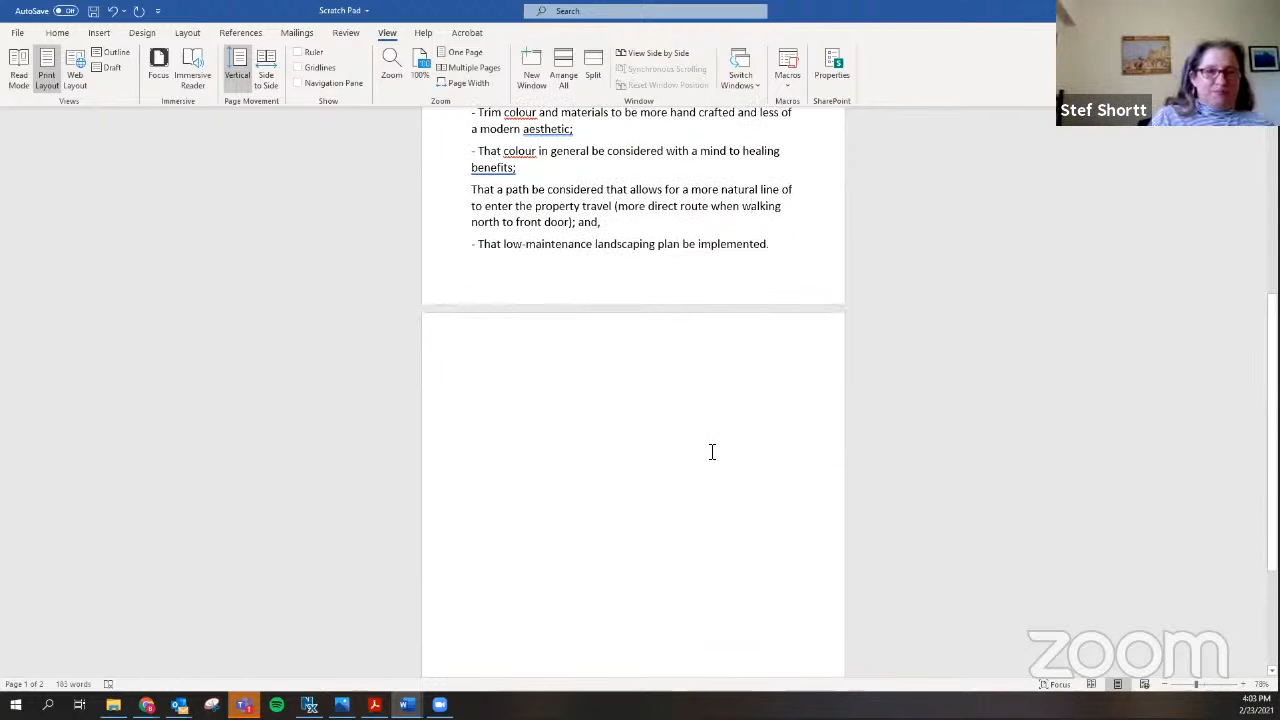 AutoSave Off
Scratch Pad
Search
File Home Insert Design Layout References Mailings Review View Help Acrobat
Read Mode
Print Layout
Web Layout
Outline
Draft
Views
Focus
Immersive Reader
Immersive
Vertical
Side to Side
Page Movement
Ruler
Gridlines
Navigation Pane
Show
Zoom
100%
One Page
Multiple Pages
Page Width
Zoom
New Window
Arrange All
Split
View Side by Side
Synchronous Scrolling
Reset Window Position
Switch Windows
Window
Macros
Macros
Properties
SharePoint
Stef Shortt
- Trim colour and materials to be more hand crafted and less of
a modern aesthetic;
- That colour in general be considered with a mind to healing
benefits;
That a path be considered that allows for a more natural line of
to enter the property travel (more direct route when walking
north to front door); and,
- That low-maintenance landscaping plan be implemented.
zoom
Page 1 of 2 183 words
Focus
78%
4:03 PM
2/23/2021